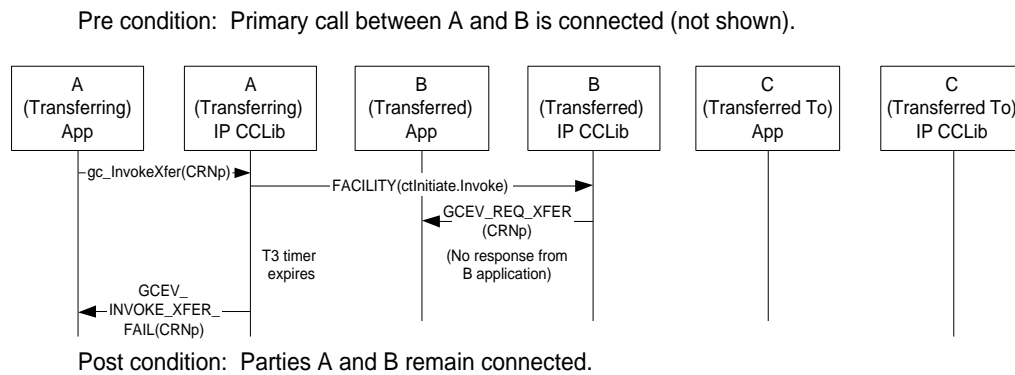 Pre condition:  Primary call between A and B is connected (not shown).
A
(Transferring)
App
A
(Transferring)
IP CCLib
B
(Transferred)
App
B
(Transferred)
IP CCLib
C
(Transferred To)
App
C
(Transferred To)
IP CCLib
gc_InvokeXfer(CRNp)
FACILITY(ctInitiate.Invoke)
GCEV_REQ_XFER
(CRNp)
T3 timer
expires
(No response from
B application)
GCEV_
INVOKE_XFER_
FAIL(CRNp)
Post condition:  Parties A and B remain connected.